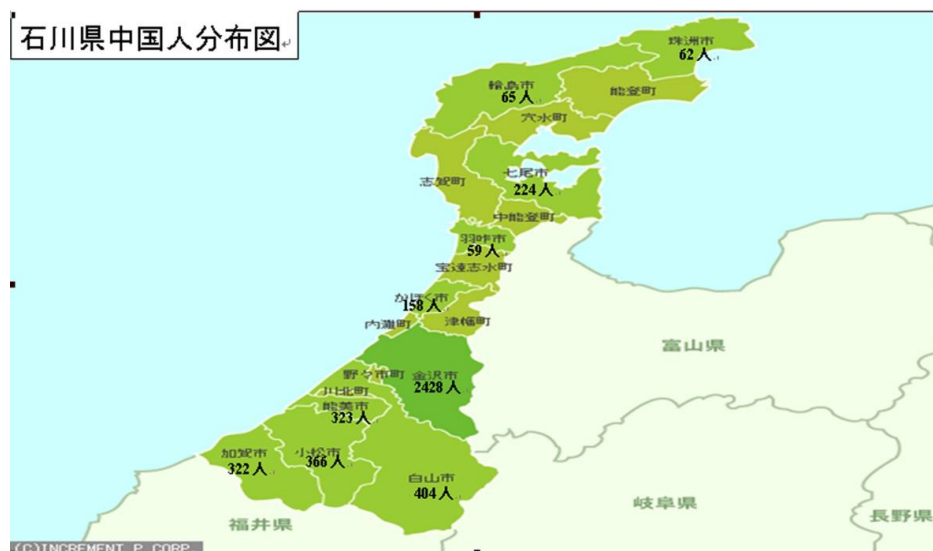 石川県中国人分布図
珠洲市
62人
輪島市
65人
能登町
穴水町
七尾市
224人
志賀町
中能登町
羽咋市
59人
宝達志水町
かほく市
158人
内灘町
津幡町
富山県
野々市町
金沢市
2428人
川北町
能美市
323人
加賀市
322人
小松市
366人
白山市
404人
岐阜県
長野県
福井県
(C)INCREMENT P CORP.